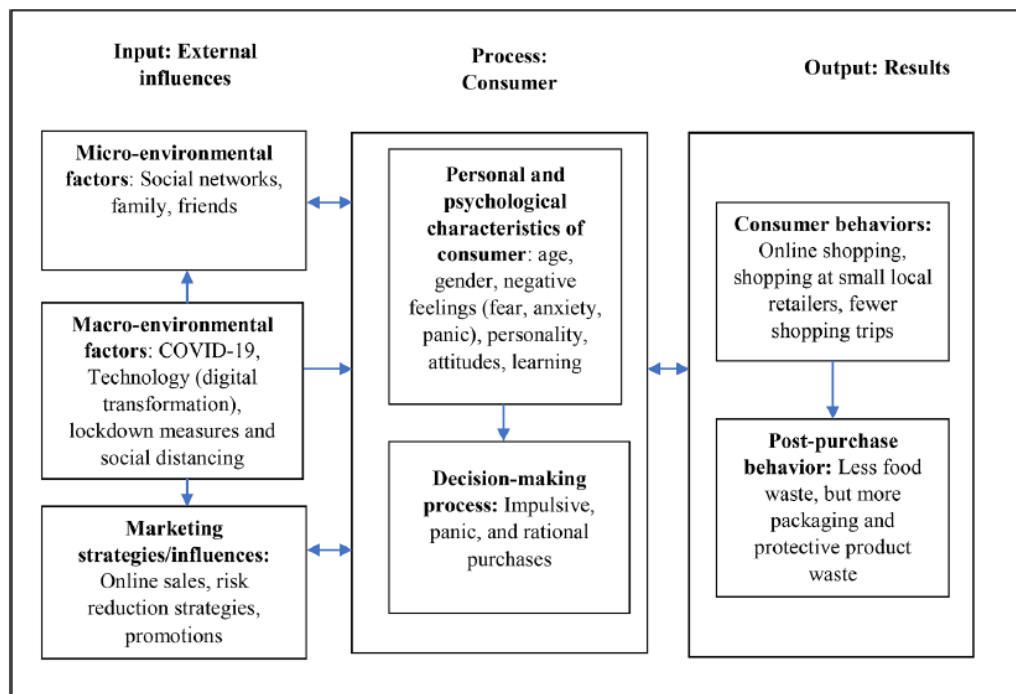 Input: External
influences
Process:
Consumer
Output: Results
Micro-environmental
factors: Social networks,
family, friends
Macro-environmental
factors: COVID-19,
Technology (digital
transformation),
lockdown measures and
social distancing
Marketing
strategies/influences:
Online sales, risk
reduction strategies,
promotions
Personal and
psychological
characteristics of
consumer: age,
gender, negative
feelings (fear, anxiety,
panic), personality,
attitudes, learning
Decision-making
process: Impulsive,
panic, and rational
purchases
Consumer behaviors:
Online shopping,
shopping at small local
retailers, fewer
shopping trips
Post-purchase
behavior: Less food
waste, but more
packaging and
protective product
waste